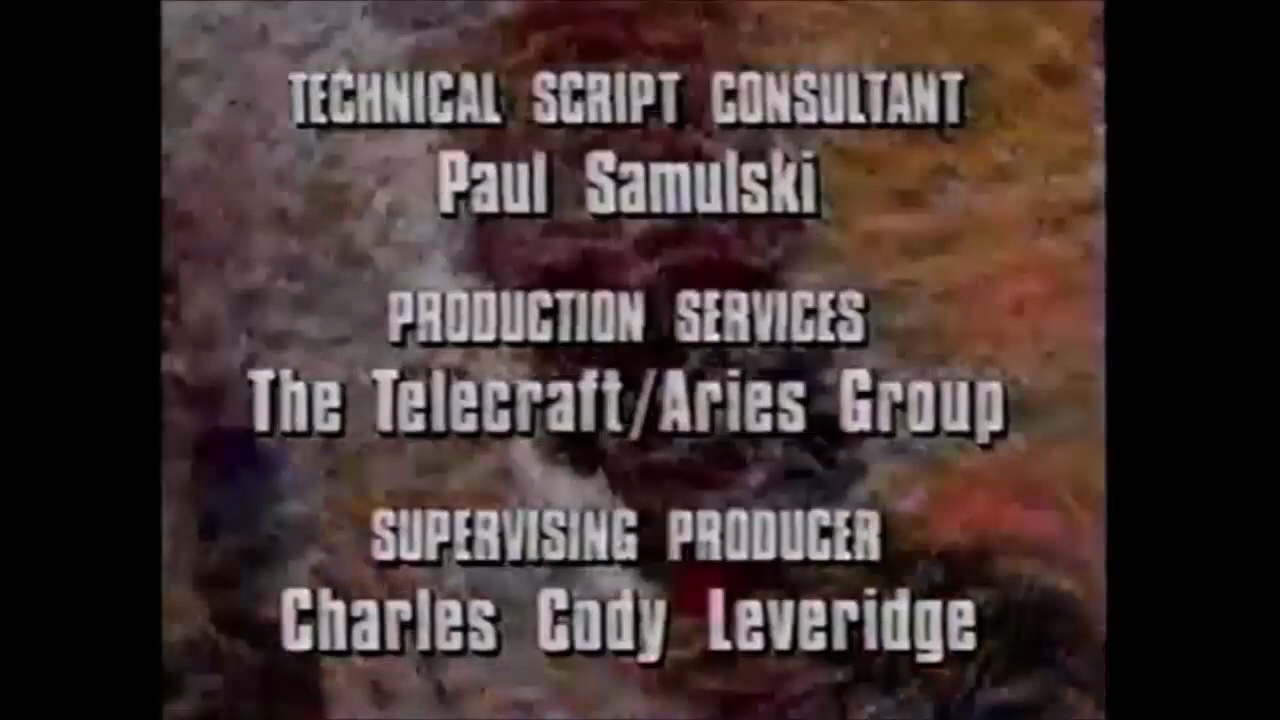 TECHNICAL SCRIPT CONSULTANT
Paul Samulski
PRODUCTION SERVICES
The Telecraft/Aries Group
SUPERVISING PRODUCER
Charles Cody Leveridge